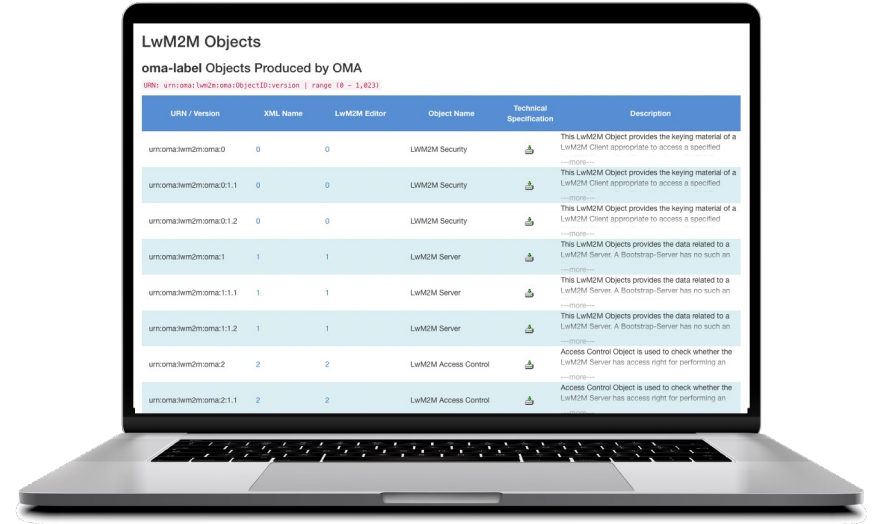 LwM2M Objects
oma-label Objects Produced by OMA
URN: urn:oma:lwm2m:oma:ObjectID:version | range (0 - 1,023)
URN / Version XML Name LwM2M Editor Object Name Technical Specification Description
This LwM2M Object provides the keying material of a
urn:oma:lwm2m:oma:0 0 0 LWM2M Security LwM2M Client appropriate to access a specified
---more---
This LwM2M Object provides the keying material of a
urn:oma:lwm2m:oma:0:1.1 0 0 LWM2M Security LwM2M Client appropriate to access a specified
---more---
This LwM2M Object provides the keying material of a
urn:oma:lwm2m:oma:0:1.2 0 0 LWM2M Security LwM2M Client appropriate to access a specified
---more---
This LwM2M Objects provides the data related to a
urn:oma:lwm2m:oma:1 1 1 LwM2M Server LwM2M Server. A Bootstrap-Server has no such an
---more---
This LwM2M Objects provides the data related to a
urn:oma:lwm2m:oma:1:1.1 1 1 LwM2M Server LwM2M Server. A Bootstrap-Server has no such an
---more---
This LwM2M Objects provides the data related to a
urn:oma:lwm2m:oma:1:1.2 1 1 LwM2M Server LwM2M Server. A Bootstrap-Server has no such an
---more---
Access Control Object is used to check whether the
urn:oma:lwm2m:oma:2 2 2 LwM2M Access Control LwM2M Server has access right for performing an
---more---
Access Control Object is used to check whether the
urn:oma:lwm2m:oma:2:1.1 2 2 LwM2M Access Control LwM2M Server has access right for performing an
---more---